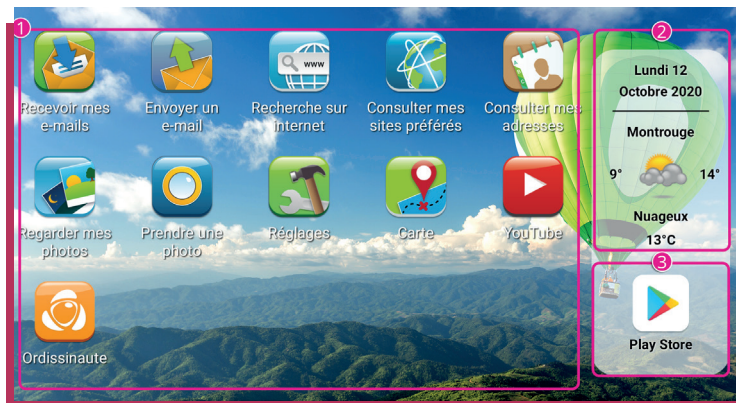 1
2
Recevoir mes
e-mails
Envoyer un
e-mail
www
Recherche sur
internet
Consulter mes
sites préférés
Consulter mes
adresses
Regarder mes
photos
Prendre une
photo
Réglages
Carte
YouTube
Ordissinaute
Lundi 12
Octobre 2020
Montrouge
9°
14°
Nuageux
13°C
3
Play Store